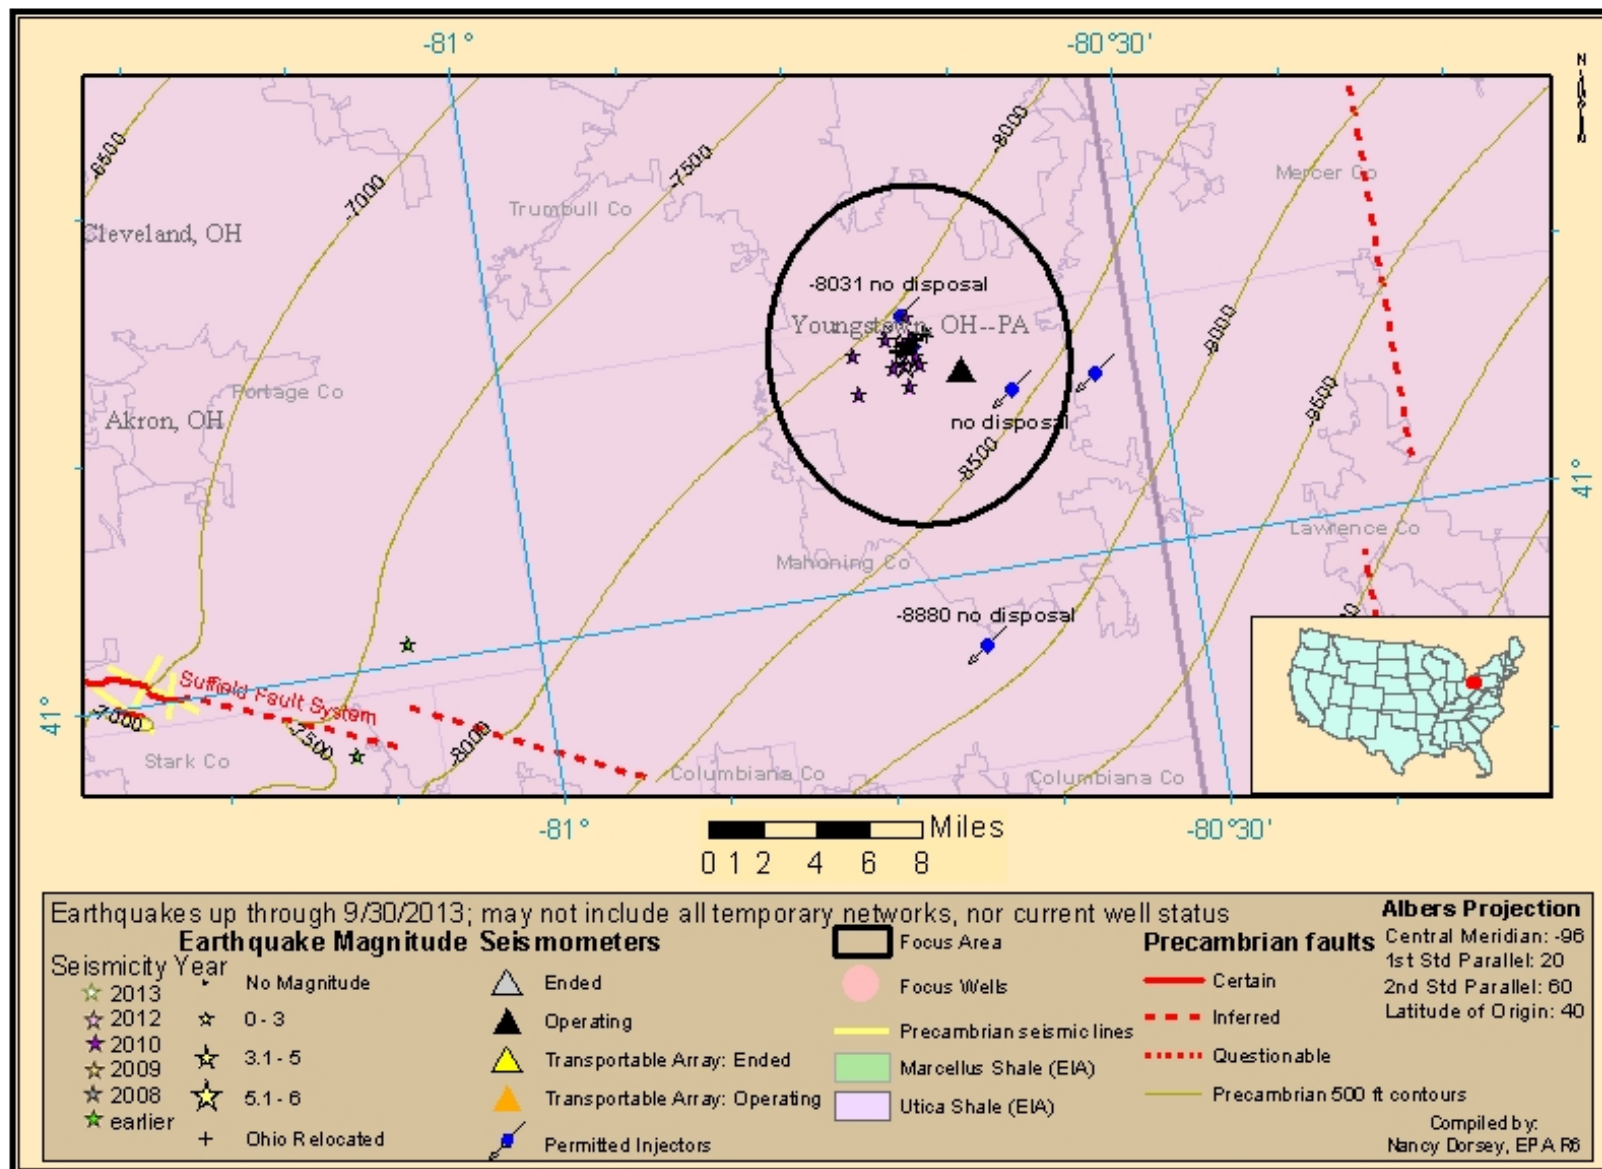 -81°
-80°30'
N
-6500
-7000
-7500
-8000
Mercer Co
Trumbull Co
Cleveland, OH
-8031 no disposal
Youngstown, OH--PA
-9000
Portage Co
Akron, OH
-9500
no disposal
-8500
41°
Lawrence Co
Mahoning Co
-8880 no disposal
Suffield Fault System
41°
-7000
-7500
-8000
Stark Co
Columbiana Co
Columbiana Co
-81°
-80°30'
Miles
0 1 2 4 6 8
Earthquakes up through 9/30/2013; may not include all temporary networks, nor current well status
Seismicity Year
2013
2012
2010
2009
2008
earlier
Earthquake Magnitude
No Magnitude
0 - 3
3.1 - 5
5.1 - 6
Ohio Relocated
Seismometers
Ended
Operating
Transportable Array: Ended
Transportable Array: Operating
Permitted Injectors
Focus Area
Focus Wells
Precambrian seismic lines
Marcellus Shale (EIA)
Utica Shale (EIA)
Precambrian faults
Certain
Inferred
Questionable
Precambrian 500 ft contours
Albers Projection
Central Meridian: -96
1st Std Parallel: 20
2nd Std Parallel: 60
Latitude of Origin: 40
Compiled by:
Nancy Dorsey, EPA R6